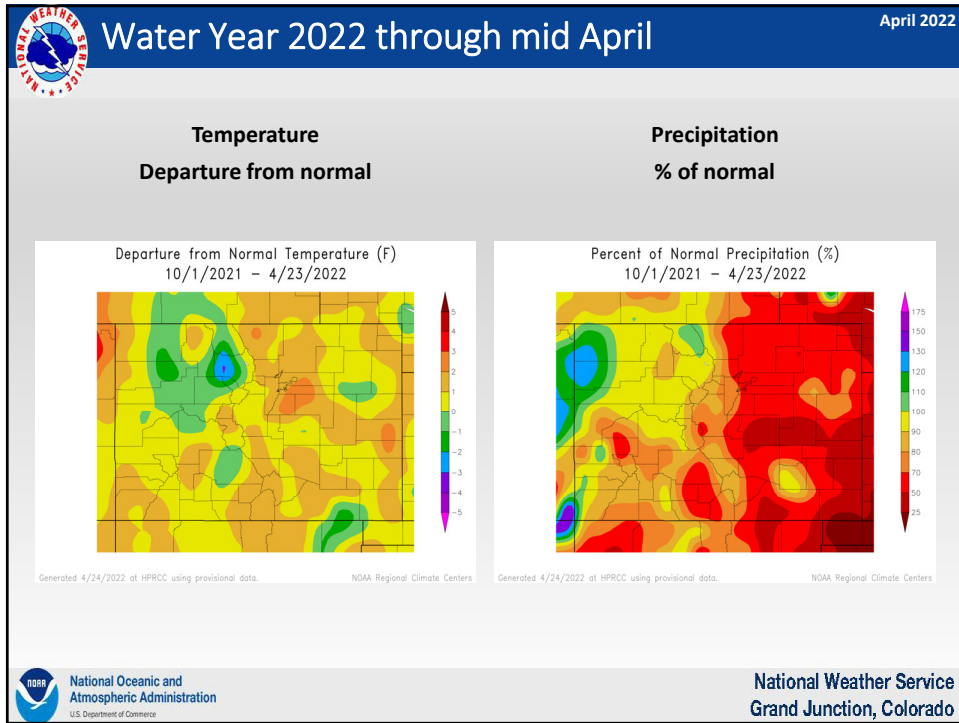 NATIONAL WEATHER SERVICE
Water Year 2022 through mid April
April 2022
Temperature
Departure from normal
Precipitation
% of normal
Departure from Normal Temperature (F)
10/1/2021 – 4/23/2022
5
4
3
2
1
0
−1
−2
−3
−4
−5
Generated 4/24/2022 at HPRCC using provisional data.
NOAA Regional Climate Centers
Percent of Normal Precipitation (%)
10/1/2021 – 4/23/2022
175
150
130
120
110
100
90
80
70
50
25
Generated 4/24/2022 at HPRCC using provisional data.
NOAA Regional Climate Centers
NOAA
National Oceanic and
Atmospheric Administration
U.S. Department of Commerce
National Weather Service
Grand Junction, Colorado